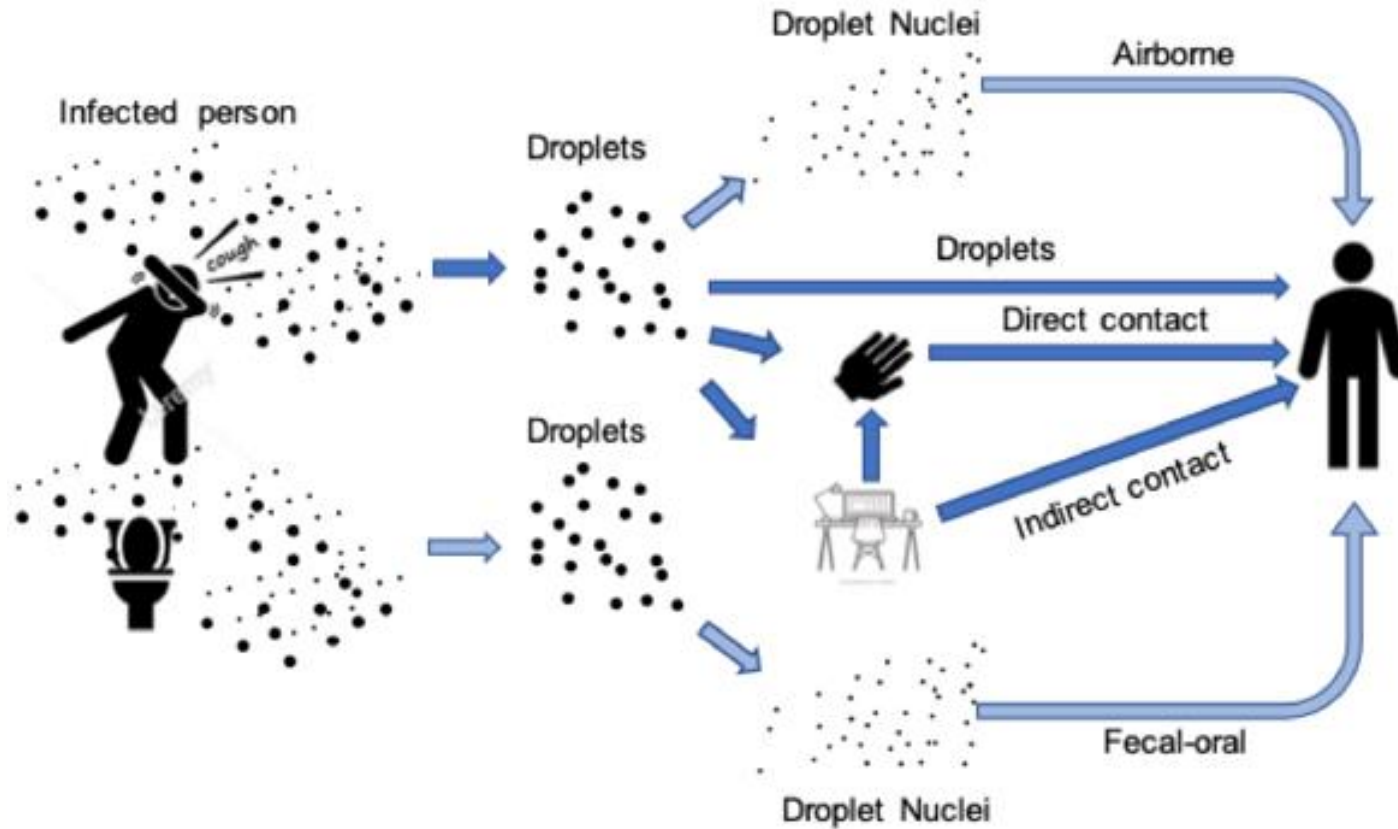 Droplet Nuclei
Airborne
Infected person
Droplets
cough
Droplets
Direct contact
Droplets
Indirect contact
Fecal-oral
Droplet Nuclei